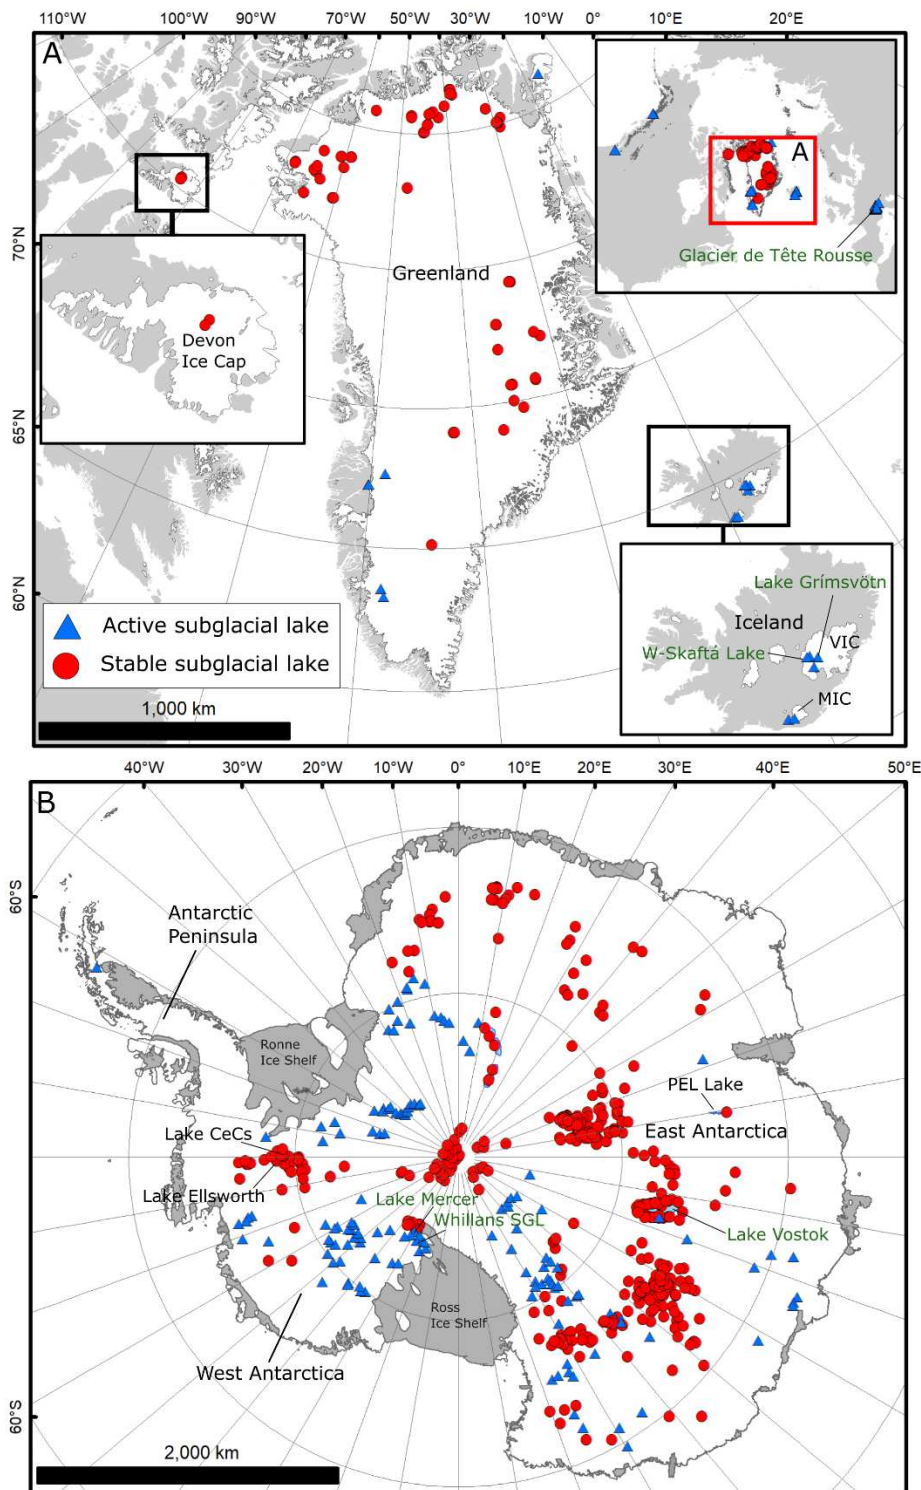 110°W 100°W 90°W 80°W 70°W 60°W 50°W 40°W 30°W 20°W 10°W 0° 10°E 20°E
A
A
Glacier de Tête Rousse
70°N
Greenland
Devon
Ice Cap
65°N
60°N
Lake Grímsvötn
Iceland
VIC
W-Skaftá Lake
MIC
Active subglacial lake
Stable subglacial lake
1,000 km
40°W 30°W 20°W 10°W 0° 10°E 20°E 30°E 40°E 50°E
B
60°S
Antarctic
Peninsula
Ronne
Ice Shelf
PEL Lake
Lake CeCs
East Antarctica
Lake Ellsworth
Lake Mercer
Whillans SGL
Lake Vostok
Ross
Ice Shelf
West Antarctica
60°S
2,000 km